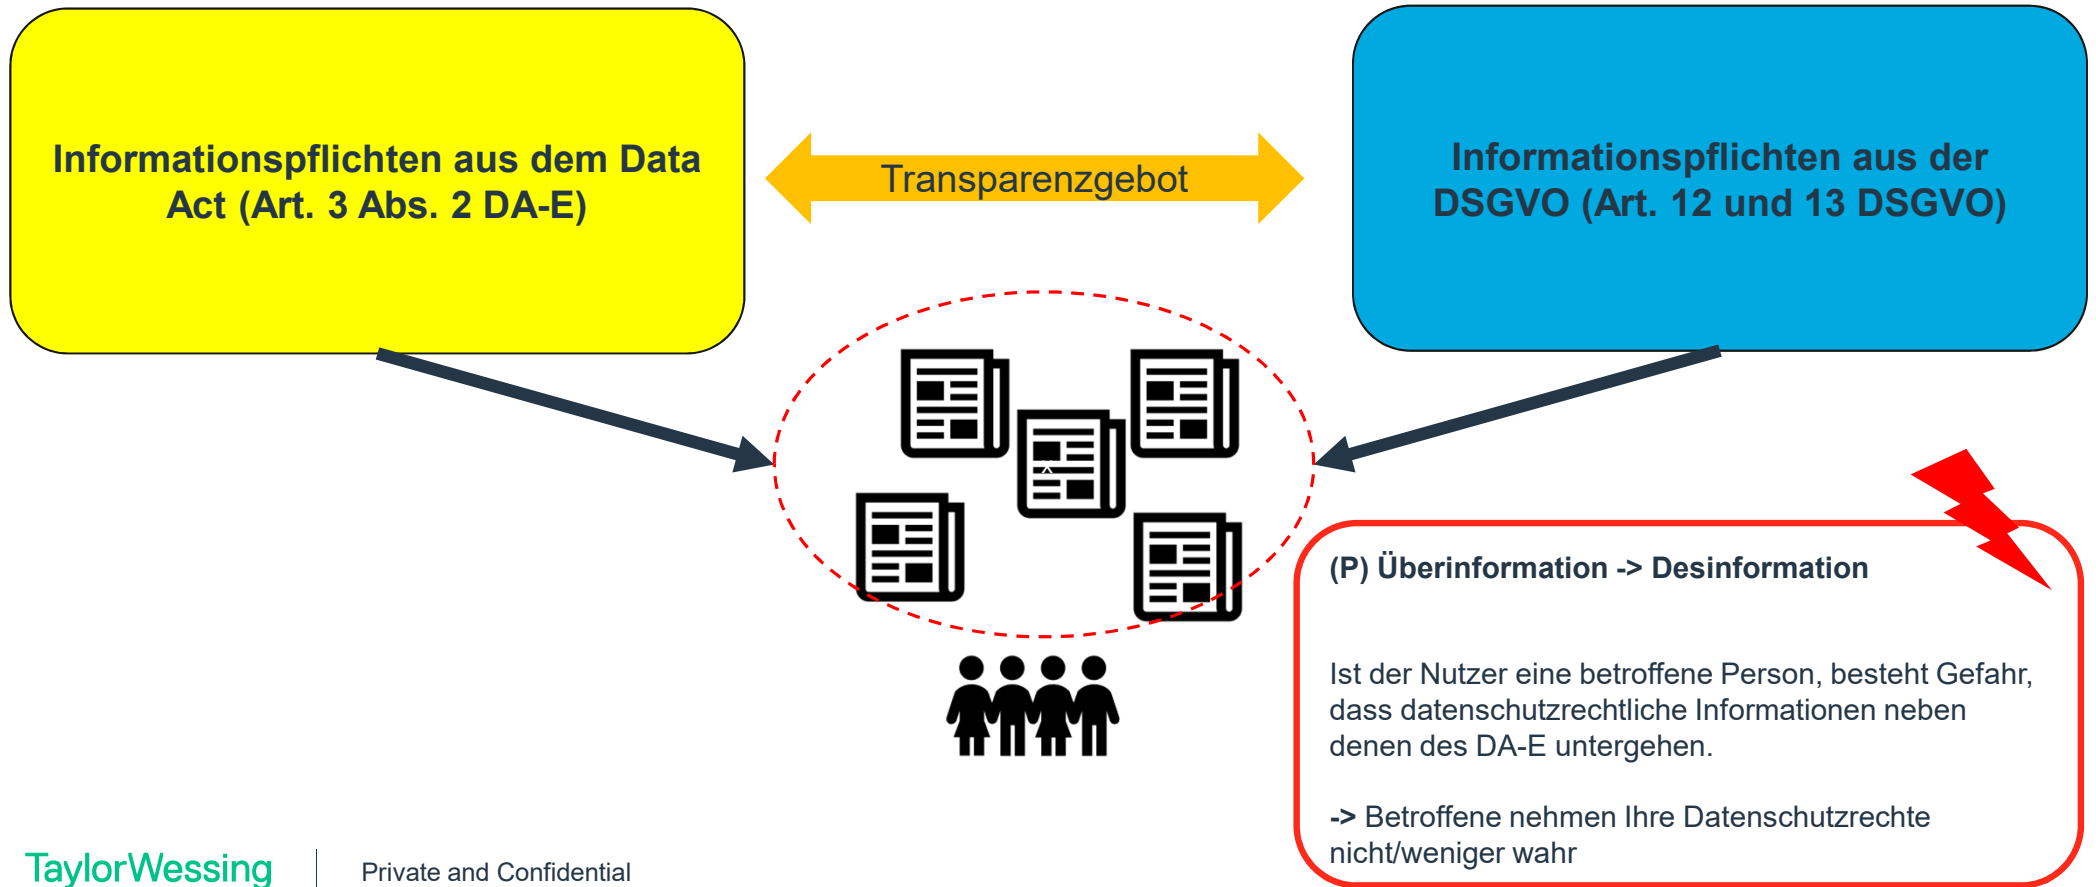 Informationspflichten aus dem Data
Act (Art. 3 Abs. 2 DA-E)
Transparenzgebot
Informationspflichten aus der
DSGVO (Art. 12 und 13 DSGVO)
(P) Überinformation -> Desinformation
Ist der Nutzer eine betroffene Person, besteht Gefahr,
dass datenschutzrechtliche Informationen neben
denen des DA-E untergehen.
-> Betroffene nehmen Ihre Datenschutzrechte
nicht/weniger wahr
TaylorWessing
Private and Confidential